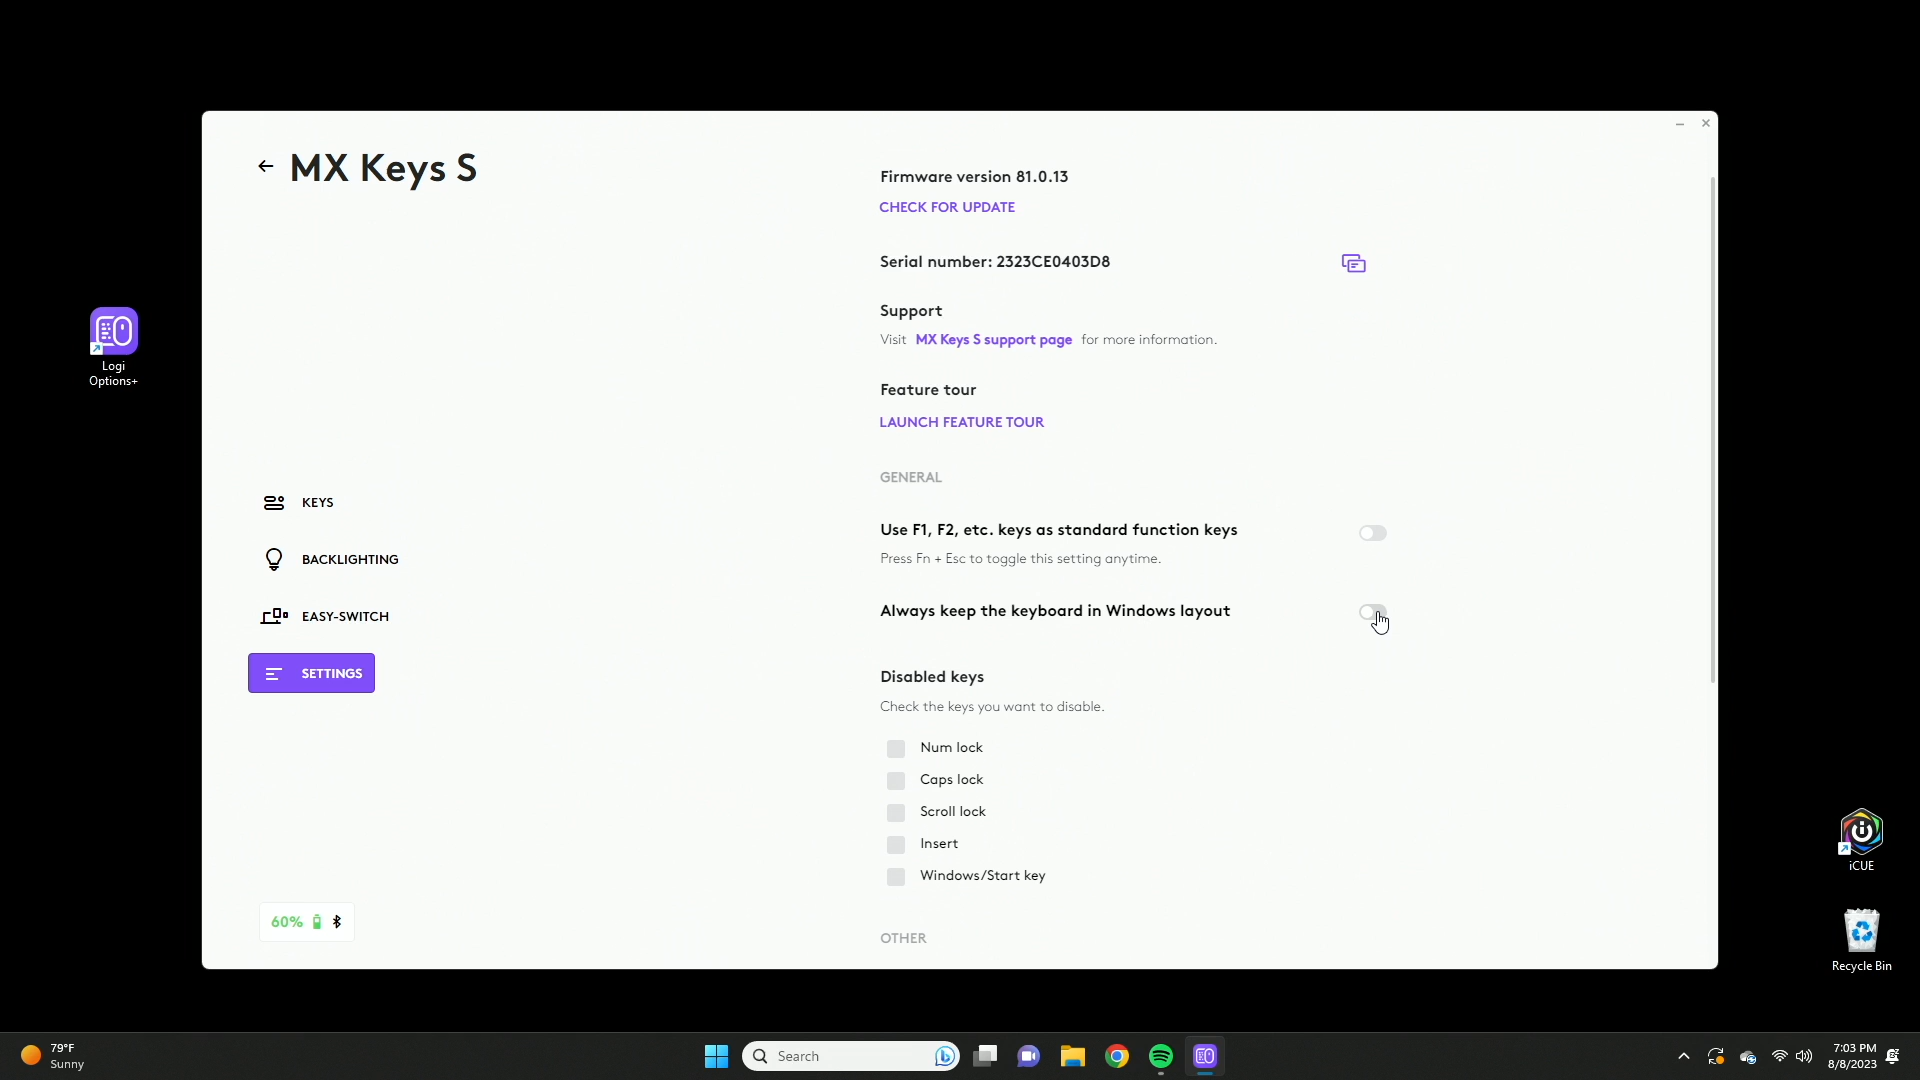 MX Keys S
Firmware version 81.0.13
CHECK FOR UPDATE
Serial number: 2323CE0403D8
Support
Visit MX Keys S support page for more information.
Feature tour
LAUNCH FEATURE TOUR
GENERAL
Use F1, F2, etc. keys as standard function keys
Press Fn + Esc to toggle this setting anytime.
Always keep the keyboard in Windows layout
Disabled keys
Check the keys you want to disable.
Num lock
Caps lock
Scroll lock
Insert
Windows/Start key
OTHER
KEYS
BACKLIGHTING
EASY-SWITCH
SETTINGS
60%
Logi
Options+
iCUE
Recycle Bin
79°F
Sunny
Search
7:03 PM
8/8/2023